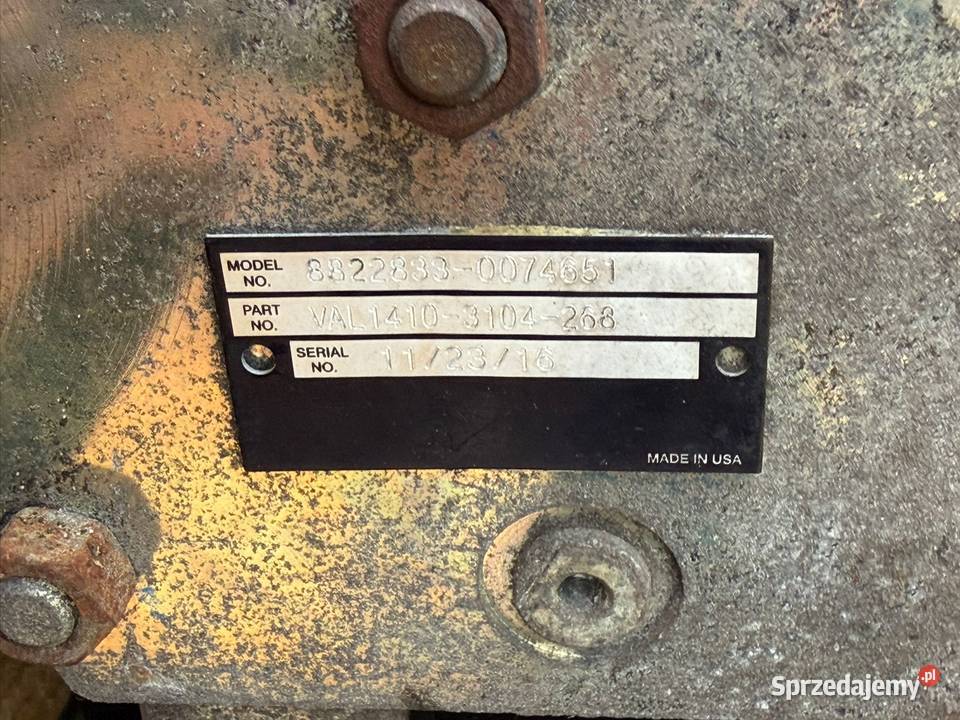 MODEL NO. 8822833-0074651
PART NO. VAL1410-3104-268
SERIAL NO. 11/23/16
MADE IN USA
Sprzedajemy.pl